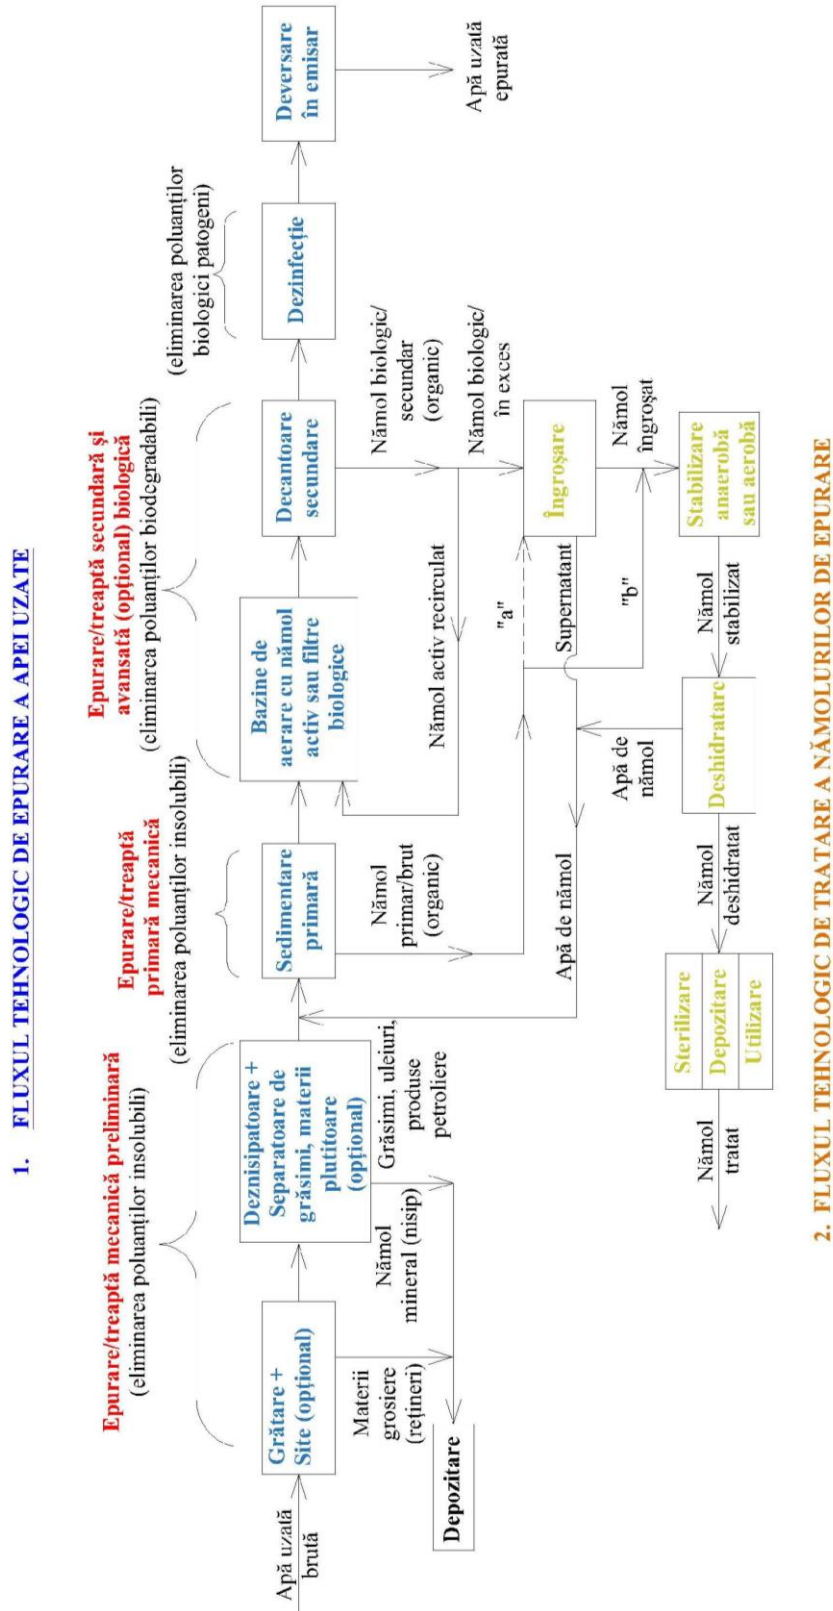 1. FLUXUL TEHNOLOGIC DE EPURARE A APEI UZATE
Epurare/treaptă mecanică preliminară
(eliminarea poluanților insolubili)
Epurare/treaptă
primară mecanică
(eliminarea poluanților insolubili)
Epurare/treaptă secundară și
avansată (opțional) biologică
(eliminarea poluanților biodegradabili)
(eliminarea poluanților
biologici patogeni)
Apă uzată
brută
Grătare +
Site (opțional)
Deznisipatoare +
Separatoare de
grăsimi, materii
plutitoare
(opțional)
Sedimentare
primară
Bazine de
aerare cu nămol
activ sau filtre
biologice
Decantoare
secundare
Dezinfecție
Deversare
în emisar
Materii
grosiere
(rețineri)
Nămol
mineral (nisip)
Grăsimi, uleiuri,
produse
petroliere
Nămol
primar/brut
(organic)
Nămol activ recirculat
Nămol biologic/
secundar
(organic)
Nămol biologic/
în exces
Apă uzată
epurată
Depozitare
Apă de nămol
"a"
Supernatant
Îngroșare
"b"
Nămol
îngroșat
Stabilizare
anaerobă
sau aerobă
Nămol
stabilizat
Apă de
nămol
Deshidratare
Nămol
deshidratat
Sterilizare
Depozitare
Utilizare
Nămol
tratat
2. FLUXUL TEHNOLOGIC DE TRATARE A NĂMOLURILOR DE EPURARE